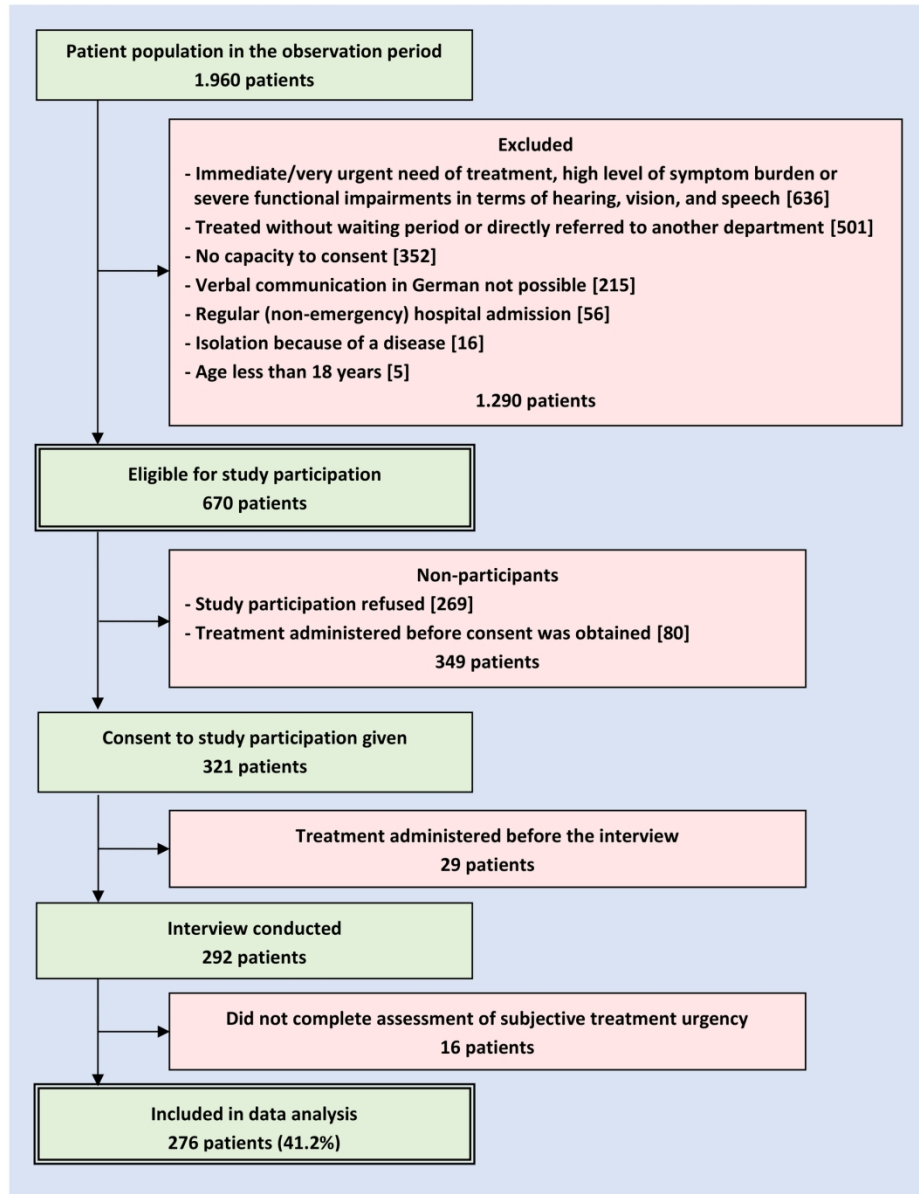 Patient population in the observation period
1.960 patients
Excluded
- Immediate/very urgent need of treatment, high level of symptom burden or
severe functional impairments in terms of hearing, vision, and speech [636]
- Treated without waiting period or directly referred to another department [501]
- No capacity to consent [352]
- Verbal communication in German not possible [215]
- Regular (non-emergency) hospital admission [56]
- Isolation because of a disease [16]
- Age less than 18 years [5]
1.290 patients
Eligible for study participation
670 patients
Non-participants
- Study participation refused [269]
- Treatment administered before consent was obtained [80]
349 patients
Consent to study participation given
321 patients
Treatment administered before the interview
29 patients
Interview conducted
292 patients
Did not complete assessment of subjective treatment urgency
16 patients
Included in data analysis
276 patients (41.2%)